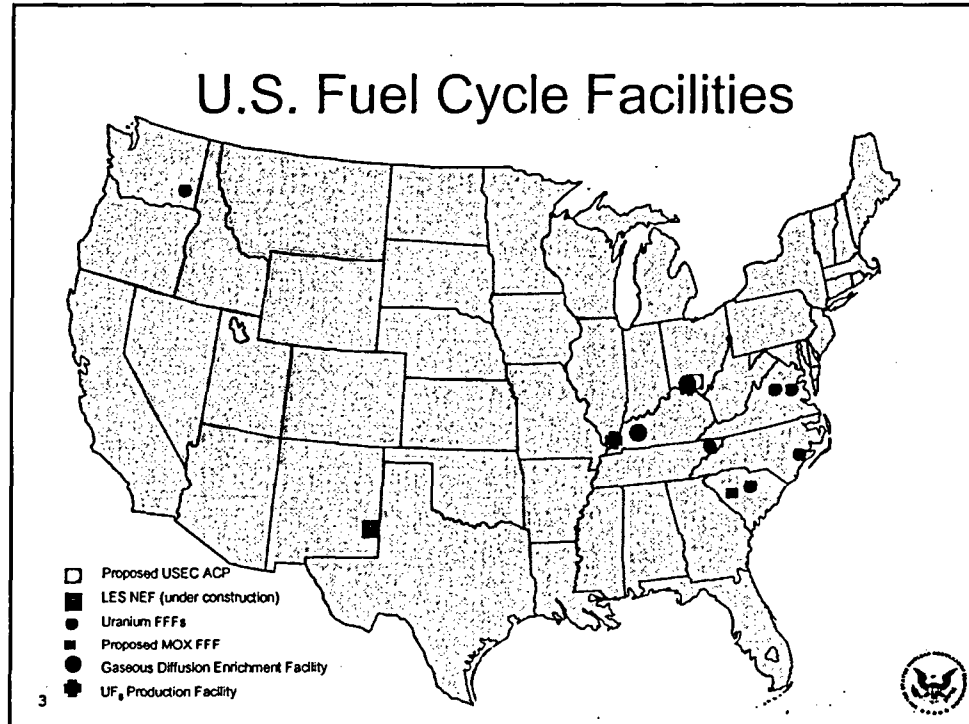 U.S. Fuel Cycle Facilities
Proposed USEC ACP
LES NEF (under construction)
Uranium FFFs
Proposed MOX FFF
Gaseous Diffusion Enrichment Facility
UF₆ Production Facility
3